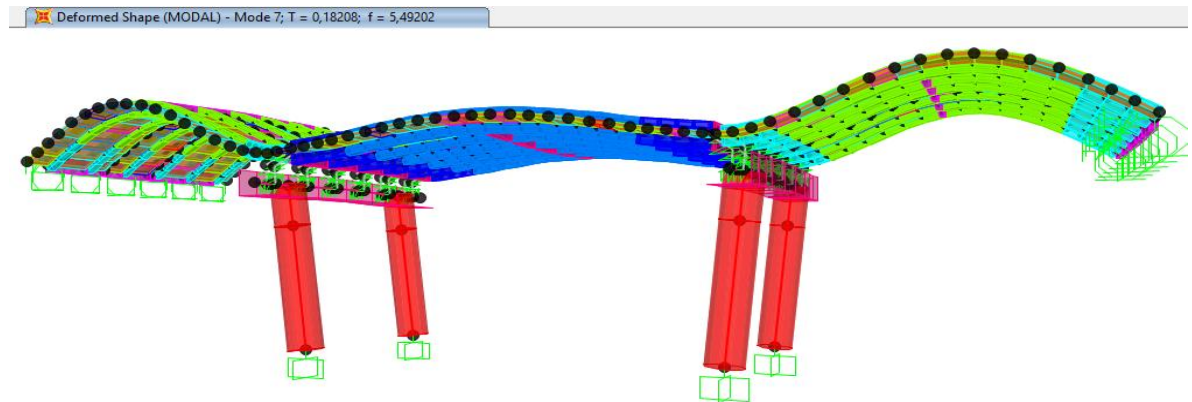 Deformed Shape (MODAL) - Mode 7; T = 0,18208; f = 5,49202